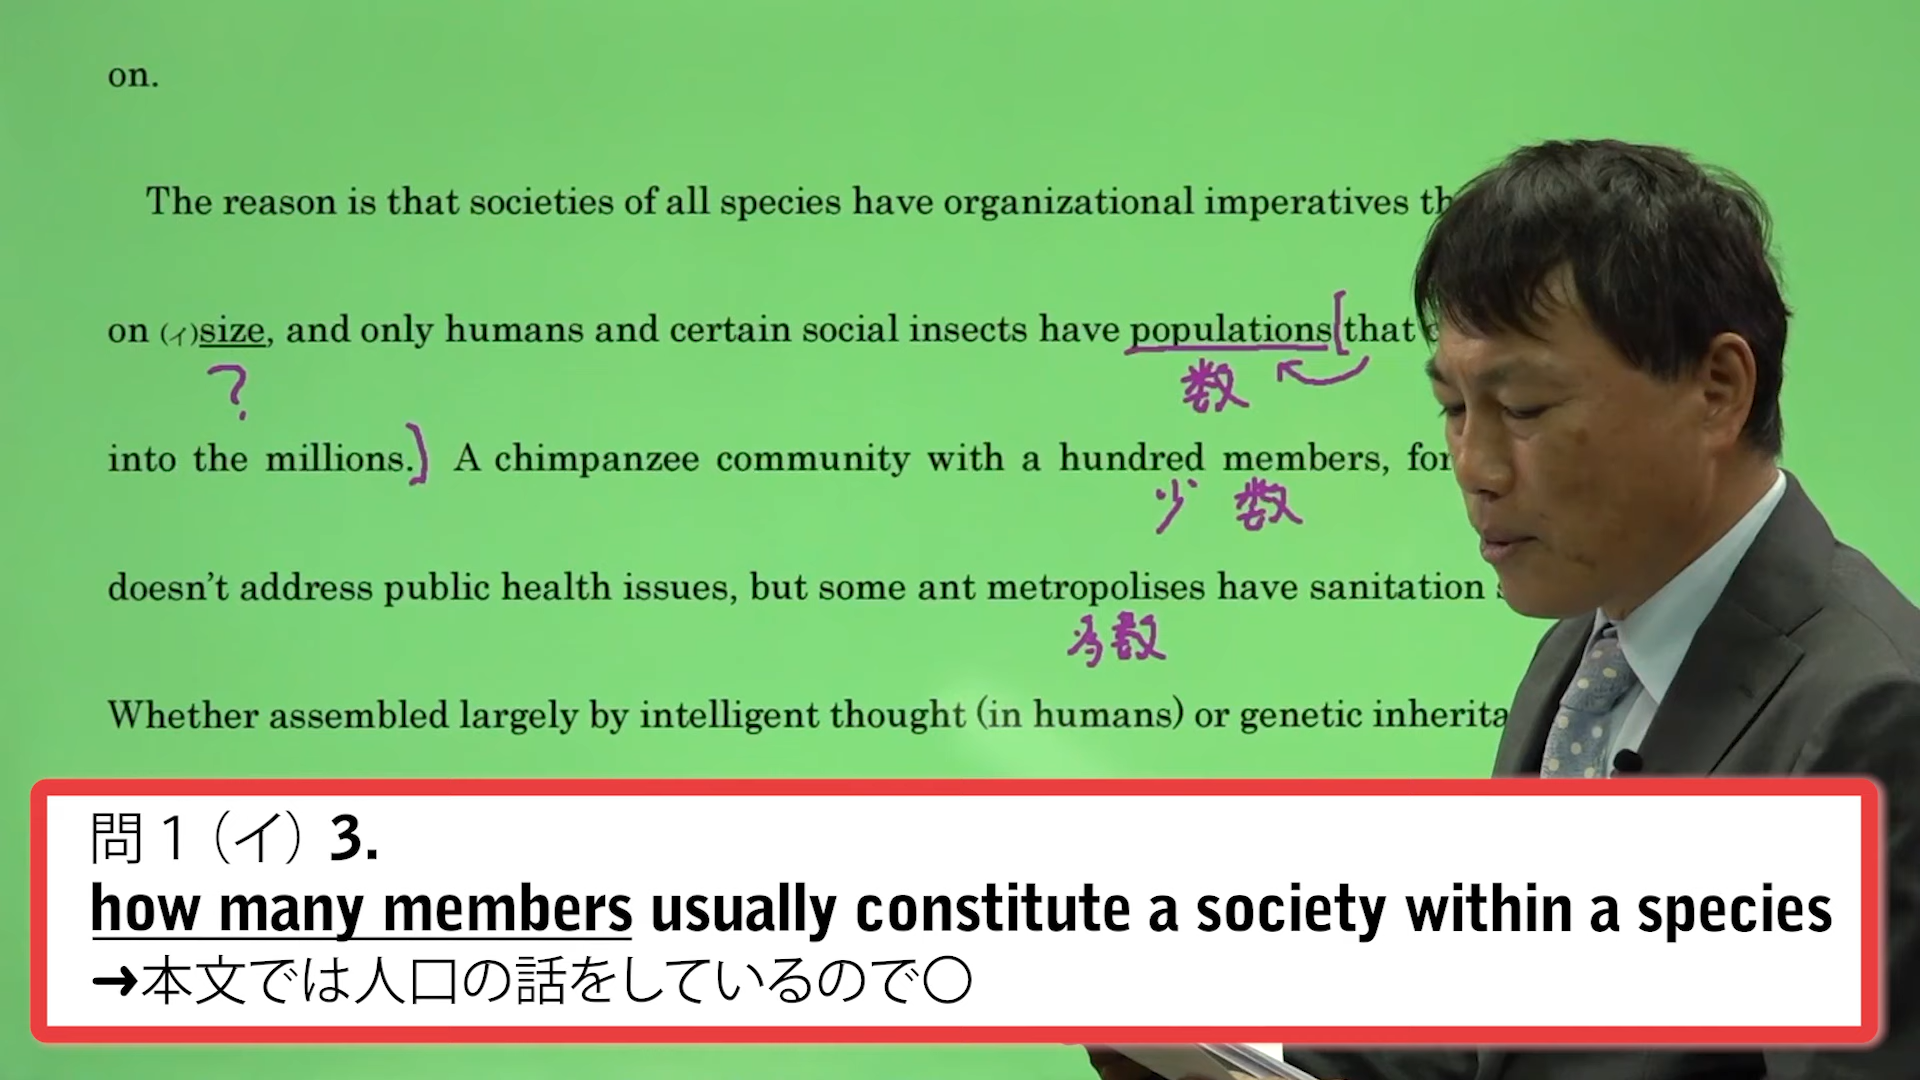 on.
The reason is that societies of all species have organizational imperatives
on (イ)size, and only humans and certain social insects have populations[that
?
数
into the millions.] A chimpanzee community with a hundred members,
少 数
doesn't address public health issues, but some ant metropolises have sanitation
多数
Whether assembled largely by intelligent thought (in humans) or genetic
問1（イ）3.
how many members usually constitute a society within a species
➜本文では人口の話をしているので〇